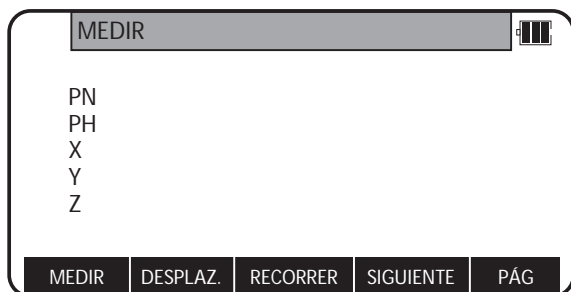 MEDIR
PN
PH
X
Y
Z
MEDIR DESPLAZ. RECORRER SIGUIENTE PÁG